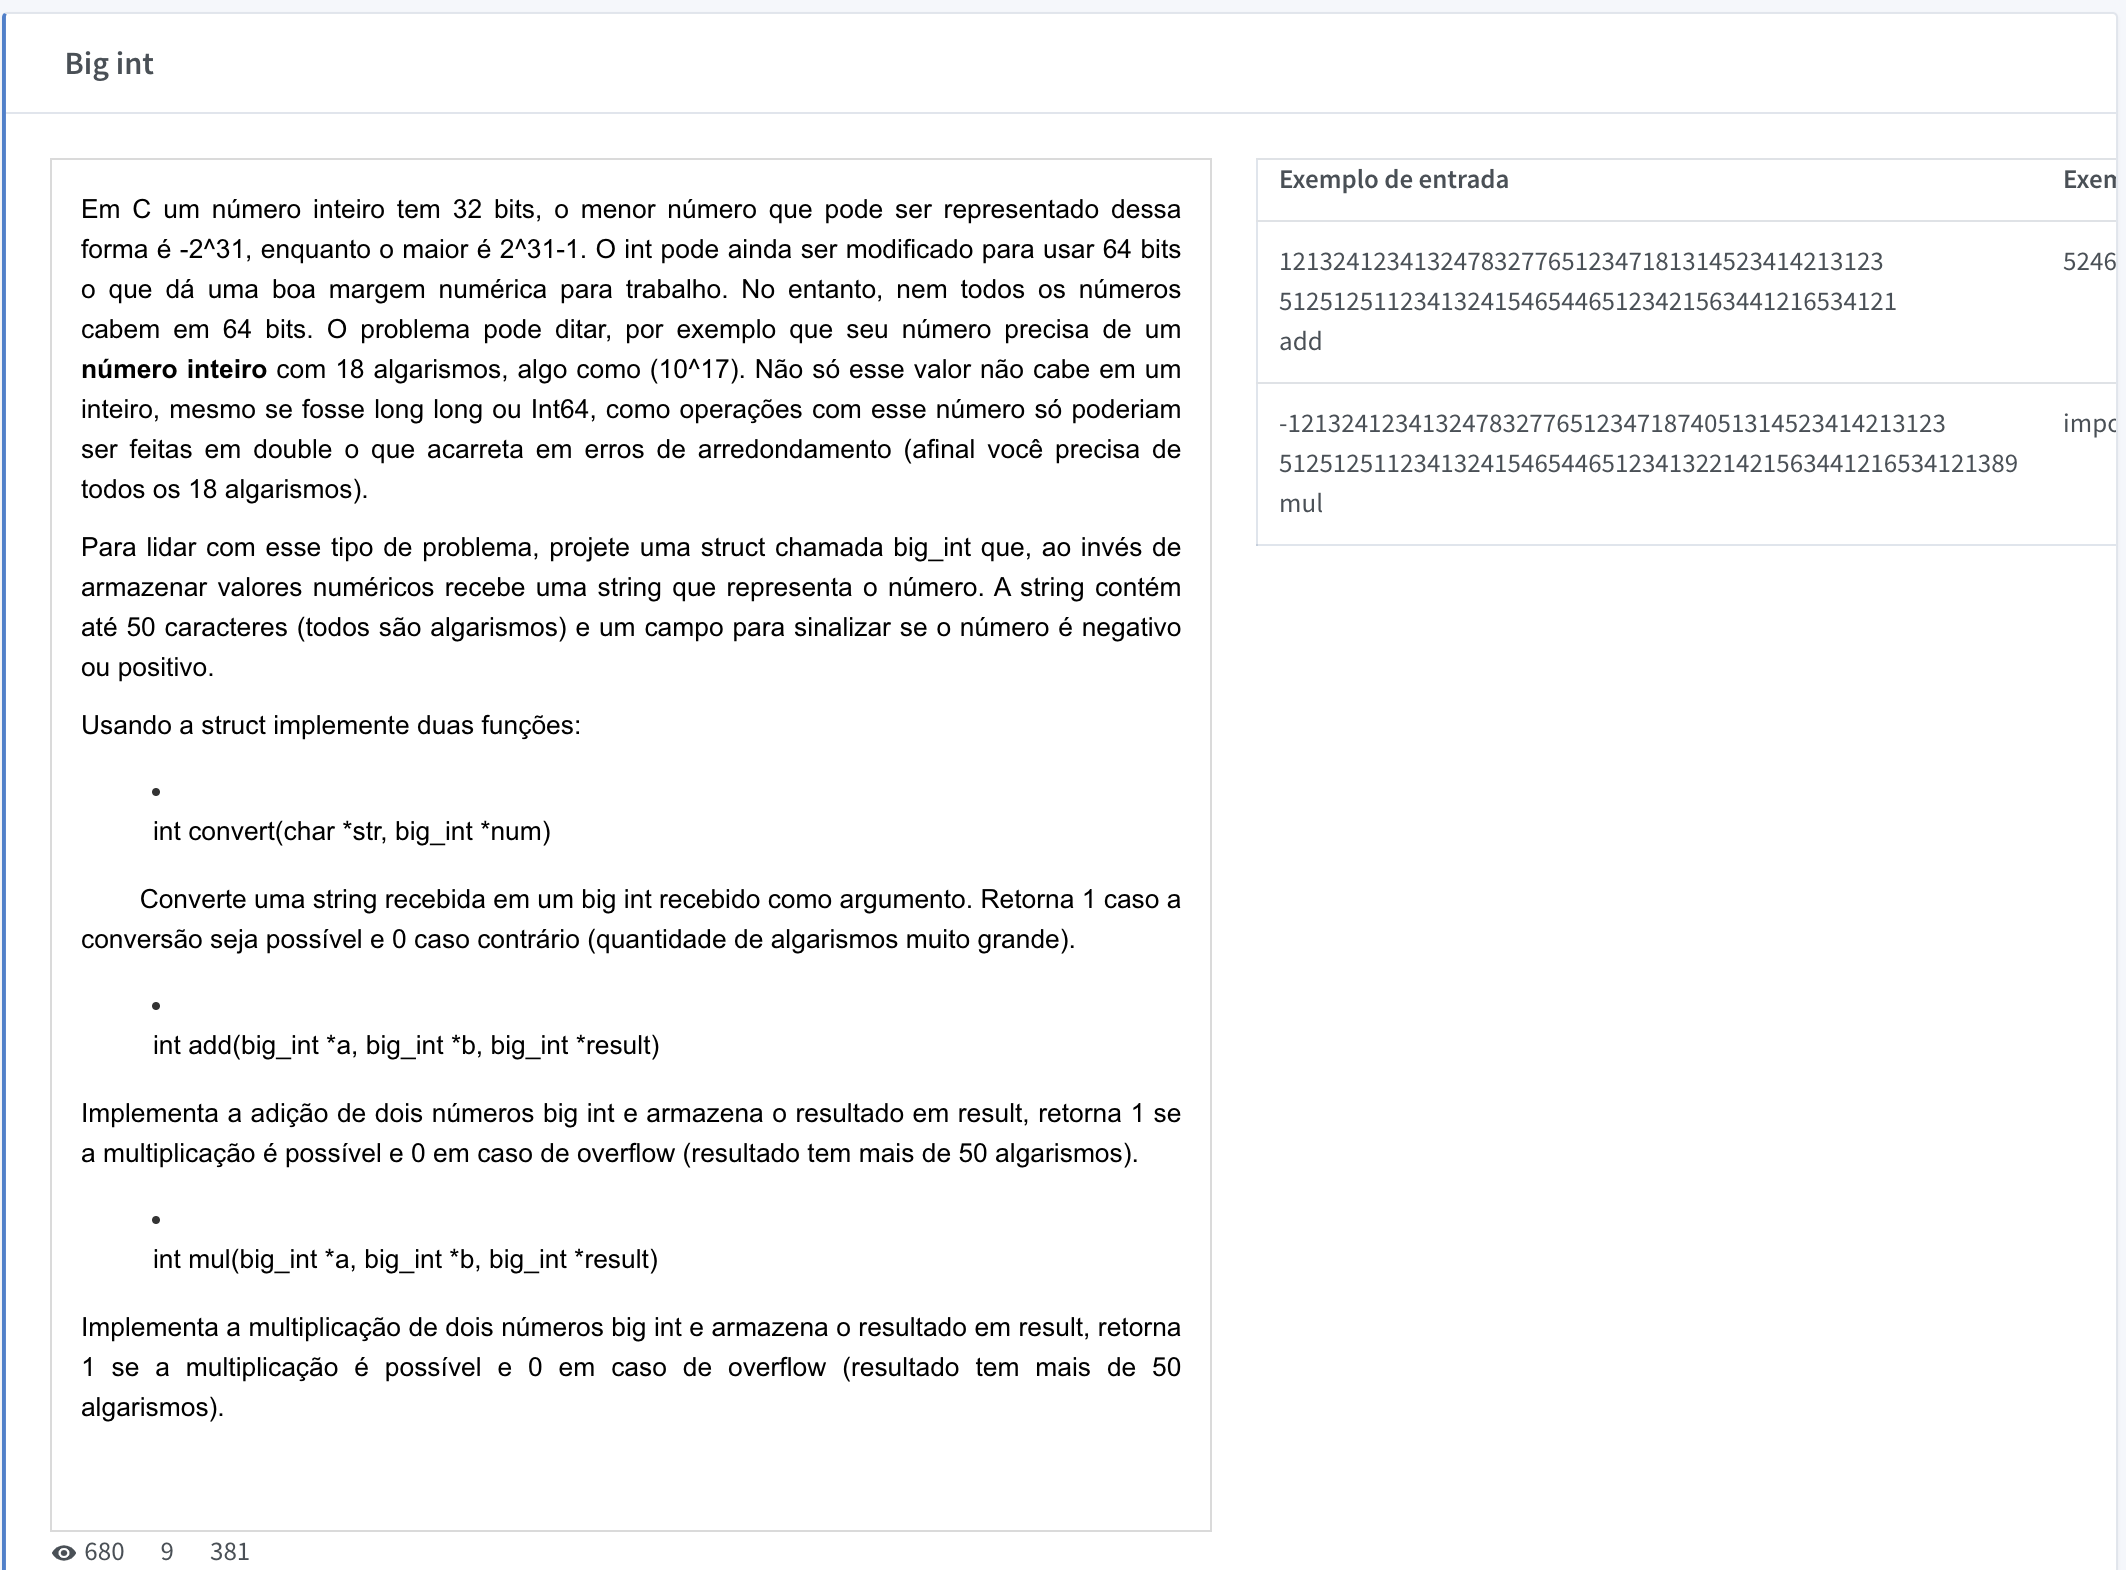 Big int
Em C um número inteiro tem 32 bits, o menor número que pode ser representado dessa
forma é -2^31, enquanto o maior é 2^31-1. O int pode ainda ser modificado para usar 64 bits
o que dá uma boa margem numérica para trabalho. No entanto, nem todos os números
cabem em 64 bits. O problema pode ditar, por exemplo que seu número precisa de um
número inteiro com 18 algarismos, algo como (10^17). Não só esse valor não cabe em um
inteiro, mesmo se fosse long long ou Int64, como operações com esse número só poderiam
ser feitas em double o que acarreta em erros de arredondamento (afinal você precisa de
todos os 18 algarismos).
Para lidar com esse tipo de problema, projete uma struct chamada big_int que, ao invés de
armazenar valores numéricos recebe uma string que representa o número. A string contém
até 50 caracteres (todos são algarismos) e um campo para sinalizar se o número é negativo
ou positivo.
Usando a struct implemente duas funções:
•
int convert(char *str, big_int *num)
Converte uma string recebida em um big int recebido como argumento. Retorna 1 caso a
conversão seja possível e 0 caso contrário (quantidade de algarismos muito grande).
•
int add(big_int *a, big_int *b, big_int *result)
Implementa a adição de dois números big int e armazena o resultado em result, retorna 1 se
a multiplicação é possível e 0 em caso de overflow (resultado tem mais de 50 algarismos).
•
int mul(big_int *a, big_int *b, big_int *result)
Implementa a multiplicação de dois números big int e armazena o resultado em result, retorna
1 se a multiplicação é possível e 0 em caso de overflow (resultado tem mais de 50
algarismos).
680 9 381
Exemplo de entrada Exem
121324123413247832776512347181314523414213123 5246
5125125112341324154654465123421563441216534121
add
-1213241234132478327765123471874051314523414213123 impo
5125125112341324154654465123413221421563441216534121389
mul